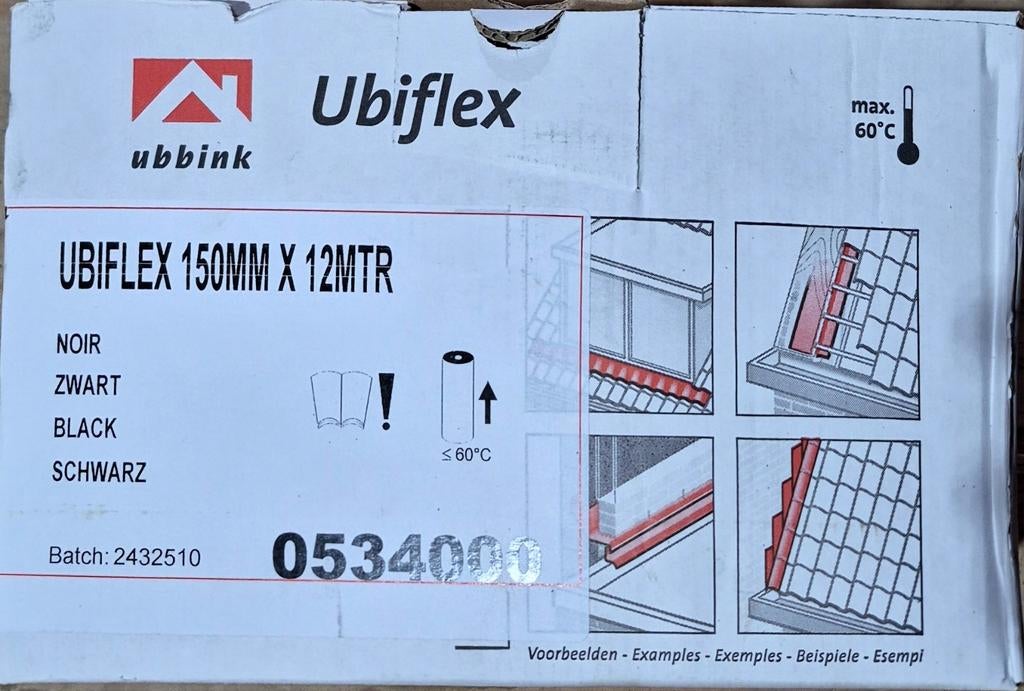 ubbink
Ubiflex
max.
60°C
UBIFLEX 150MM X 12MTR
NOIR
ZWART
BLACK
SCHWARZ
!
≤ 60°C
Batch: 2432510
0534000
Voorbeelden - Examples - Exemples - Beispiele - Esempi